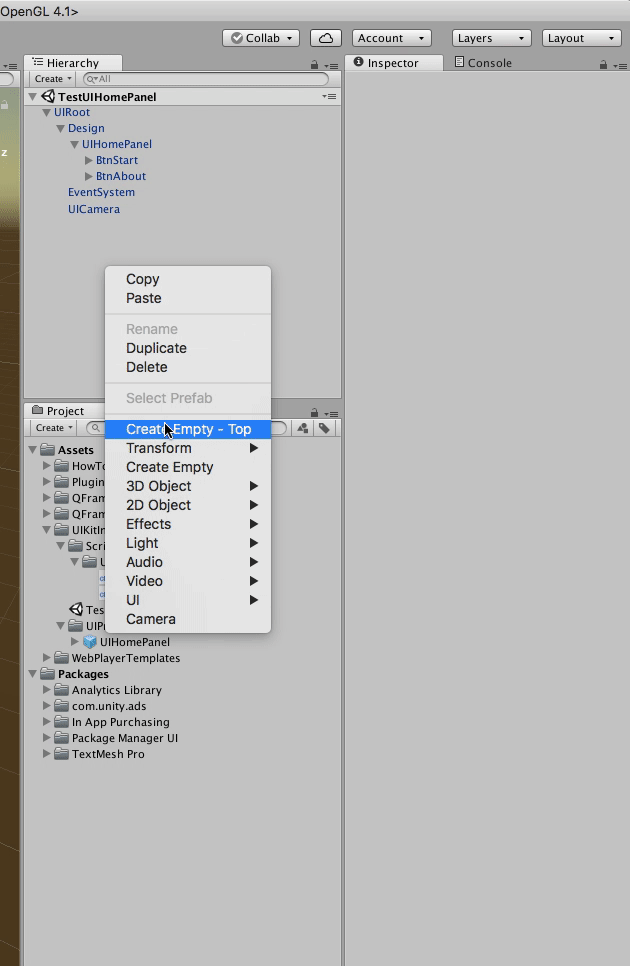 OpenGL 4.1>
Collab
Account
Layers
Layout
Hierarchy
Inspector
Console
Create
All
TestUIHomePanel
UIRoot
z
Design
UIHomePanel
BtnStart
BtnAbout
EventSystem
UICamera
Copy
Paste
Rename
Duplicate
Delete
Select Prefab
Create Empty - Top
Transform
Create Empty
3D Object
2D Object
Effects
Light
Audio
Video
UI
Camera
Project
Create
Assets
HowTo
Plugin
QFram
QFram
UIKitIn
Scri
U
Tes
UIP
UIHomePanel
WebPlayerTemplates
Packages
Analytics Library
com.unity.ads
In App Purchasing
Package Manager UI
TextMesh Pro